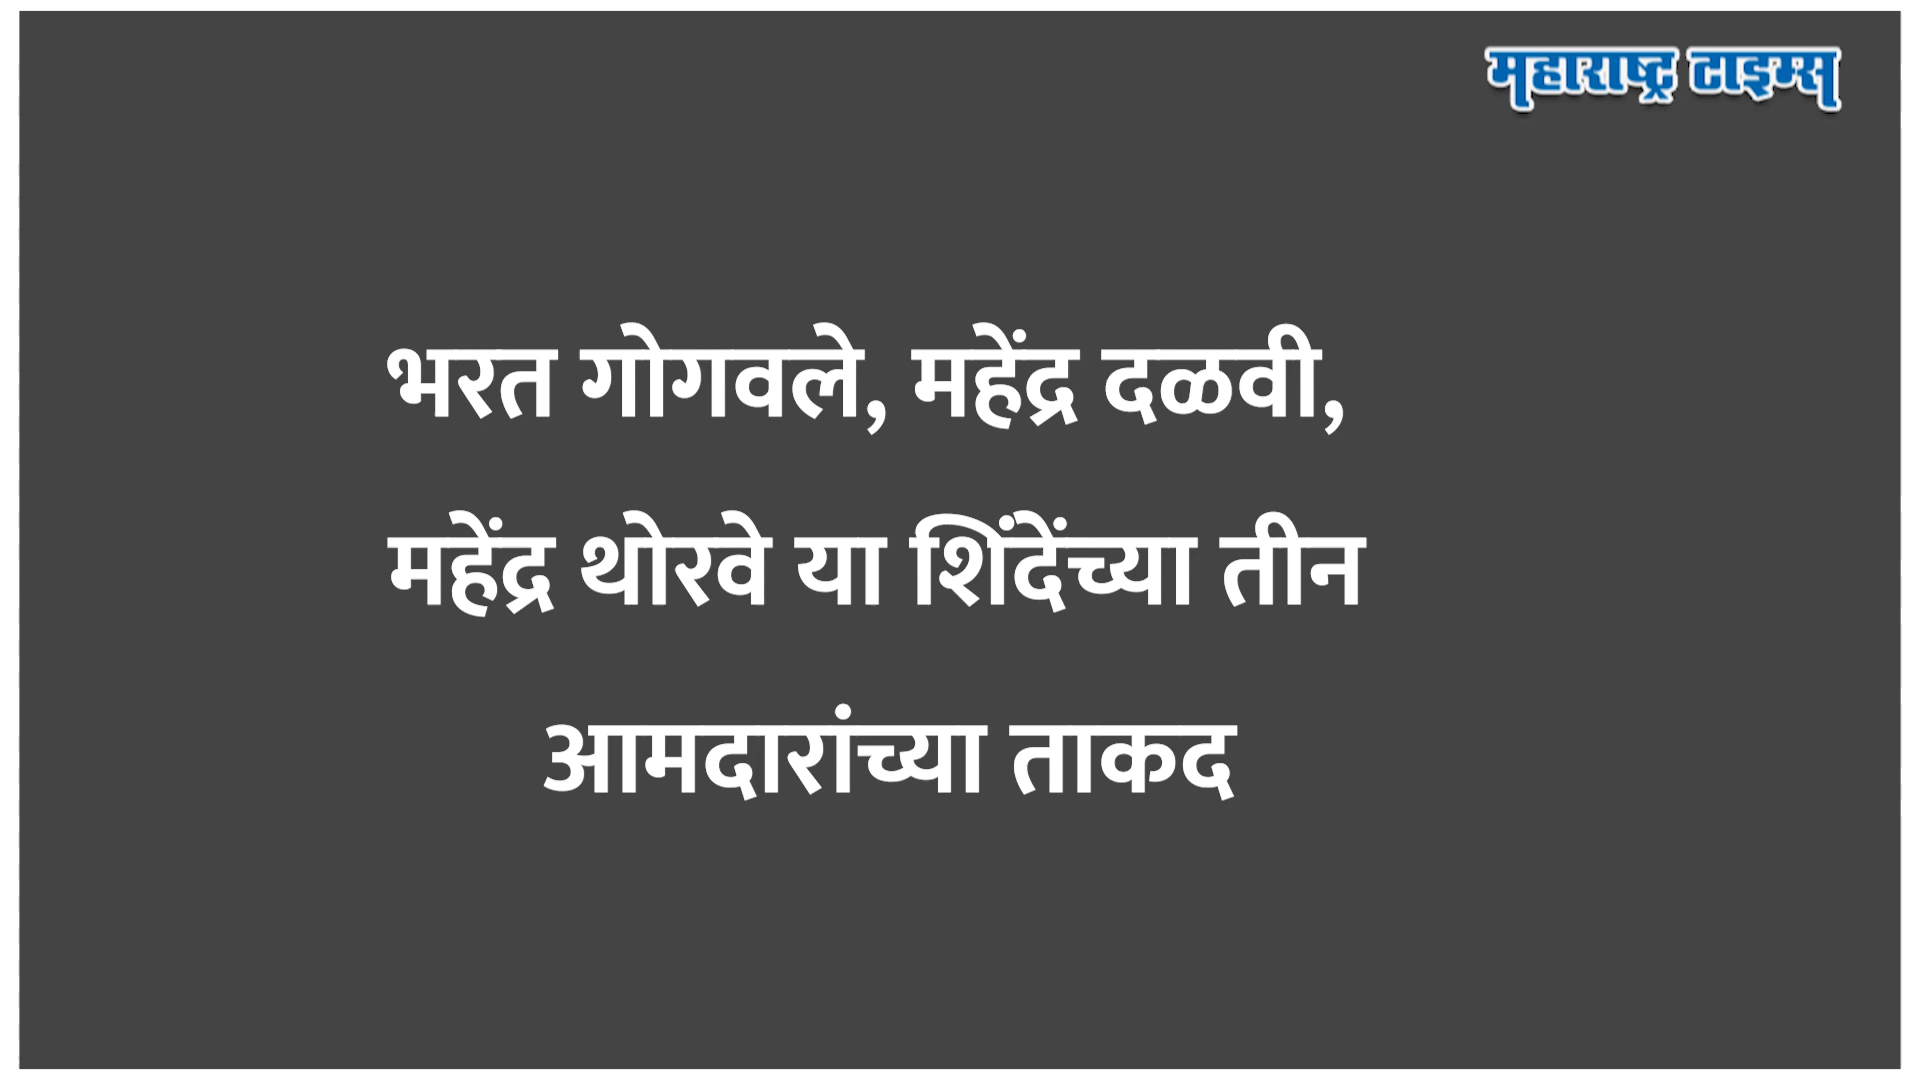 महाराष्ट्र टाइम्स्
भरत गोगवले, महेंद्र दळवी,
महेंद्र थोरवे या शिंदेंच्या तीन
आमदारांच्या ताकद